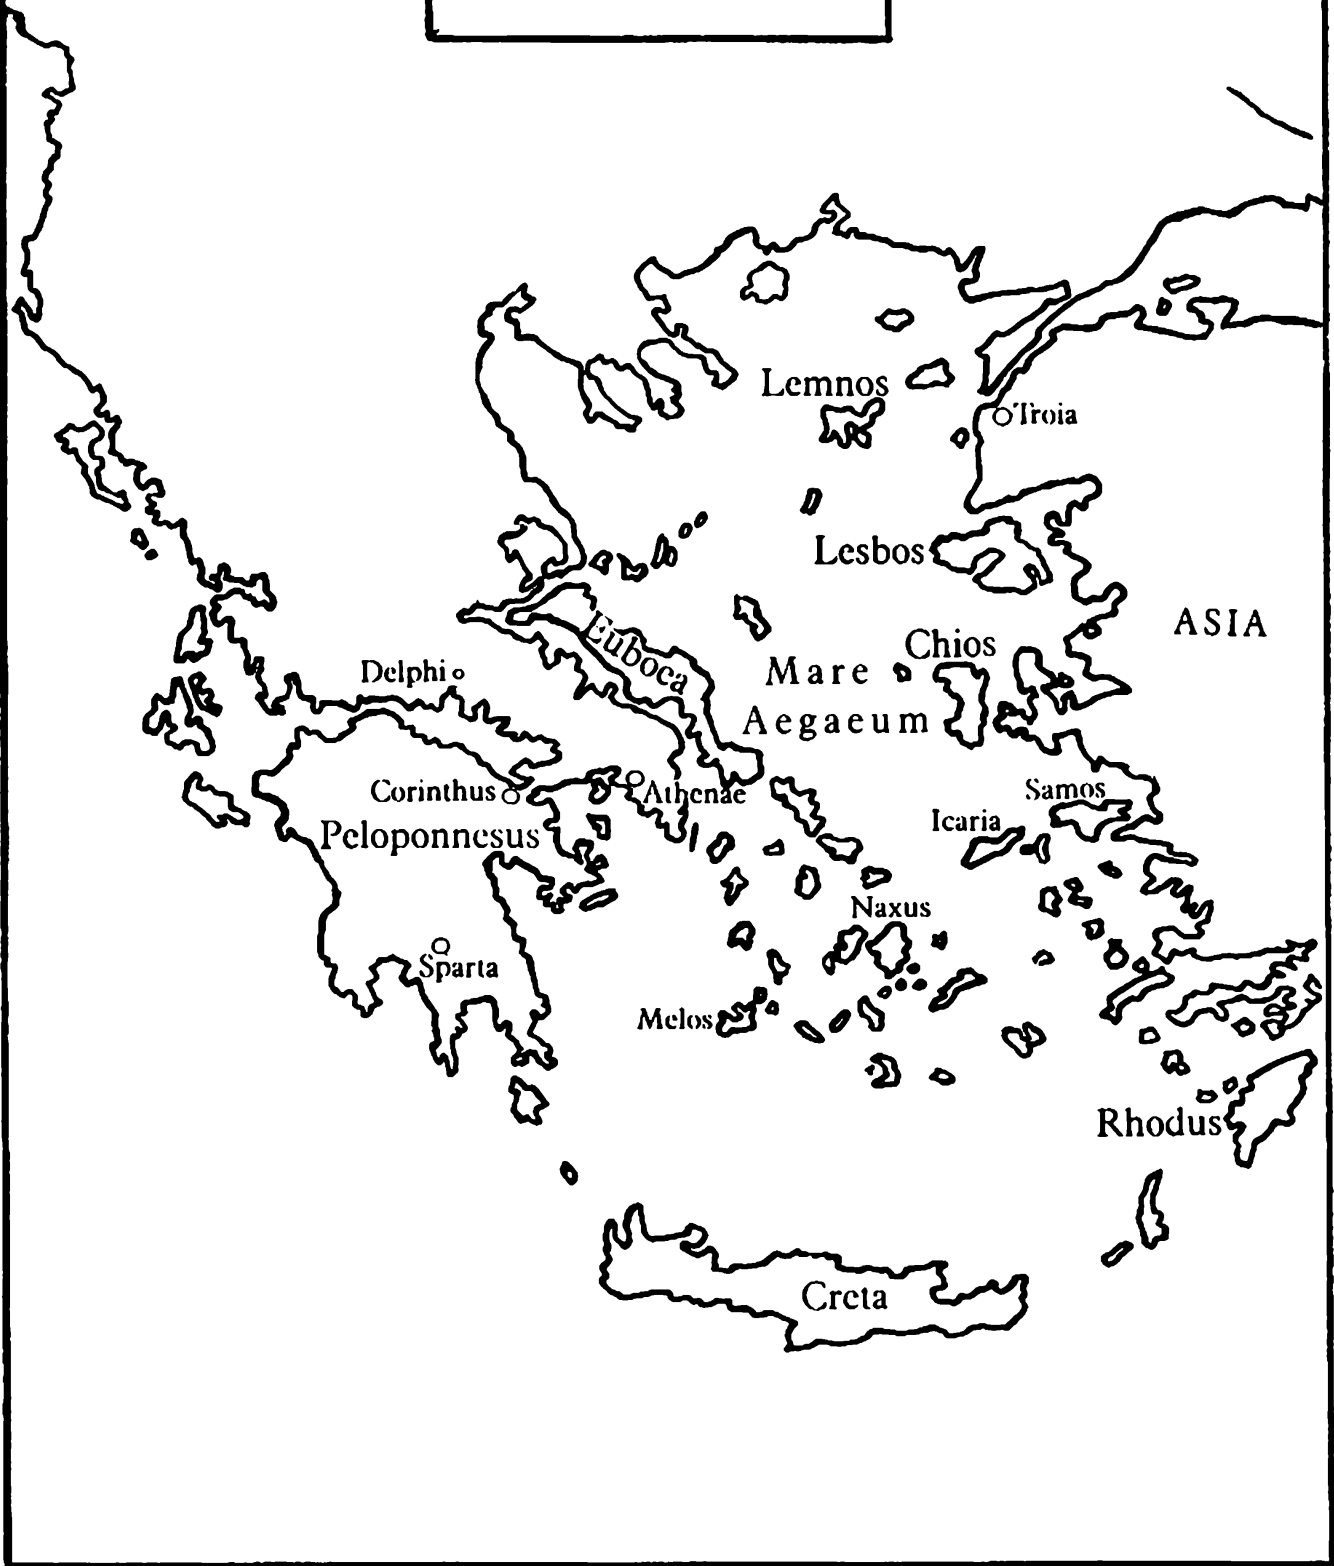 Lemnos
Troia
Lesbos
ASIA
Euboea
Chios
Delphi
Mare
Aegaeum
Corinthus
Athenae
Samos
Icaria
Peloponnesus
Naxus
Sparta
Melos
Rhodus
Creta